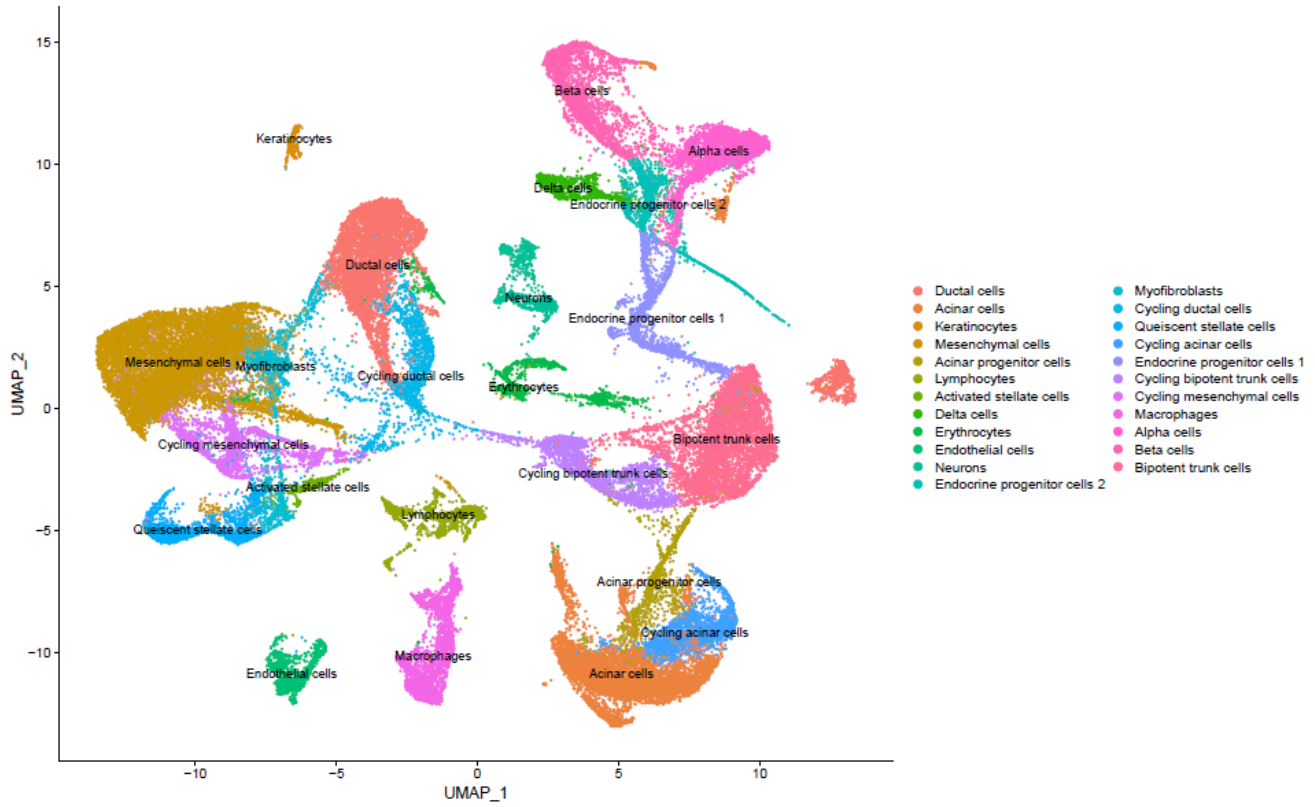 15
10
5
0
−5
−10
UMAP_2
−10
−5
0
5
10
UMAP_1
Beta cells
Keratinocytes
Alpha cells
Delta cells
Endocrine progenitor cells 2
Ductal cells
Neurons
Endocrine progenitor cells 1
Mesenchymal cells
Myofibroblasts
Cycling ductal cells
Erythrocytes
Cycling mesenchymal cells
Bipotent trunk cells
Cycling bipotent trunk cells
Activated stellate cells
Lymphocytes
Queiscent stellate cells
Acinar progenitor cells
Cycling acinar cells
Macrophages
Endothelial cells
Acinar cells
Ductal cells
Acinar cells
Keratinocytes
Mesenchymal cells
Acinar progenitor cells
Lymphocytes
Activated stellate cells
Delta cells
Erythrocytes
Endothelial cells
Neurons
Endocrine progenitor cells 2
Myofibroblasts
Cycling ductal cells
Queiscent stellate cells
Cycling acinar cells
Endocrine progenitor cells 1
Cycling bipotent trunk cells
Cycling mesenchymal cells
Macrophages
Alpha cells
Beta cells
Bipotent trunk cells